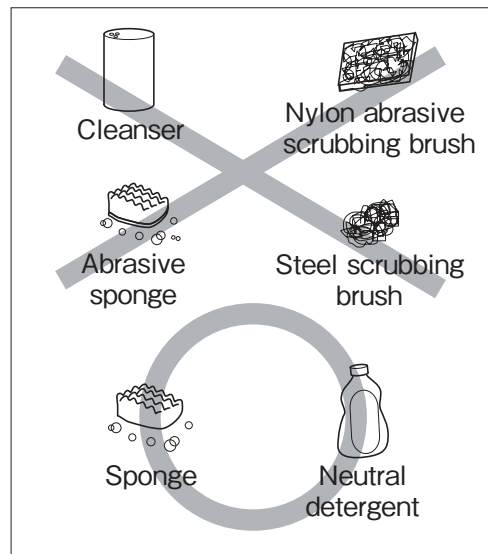 Cleanser
Nylon abrasive
scrubbing brush
Abrasive
sponge
Steel scrubbing
brush
Sponge
Neutral
detergent